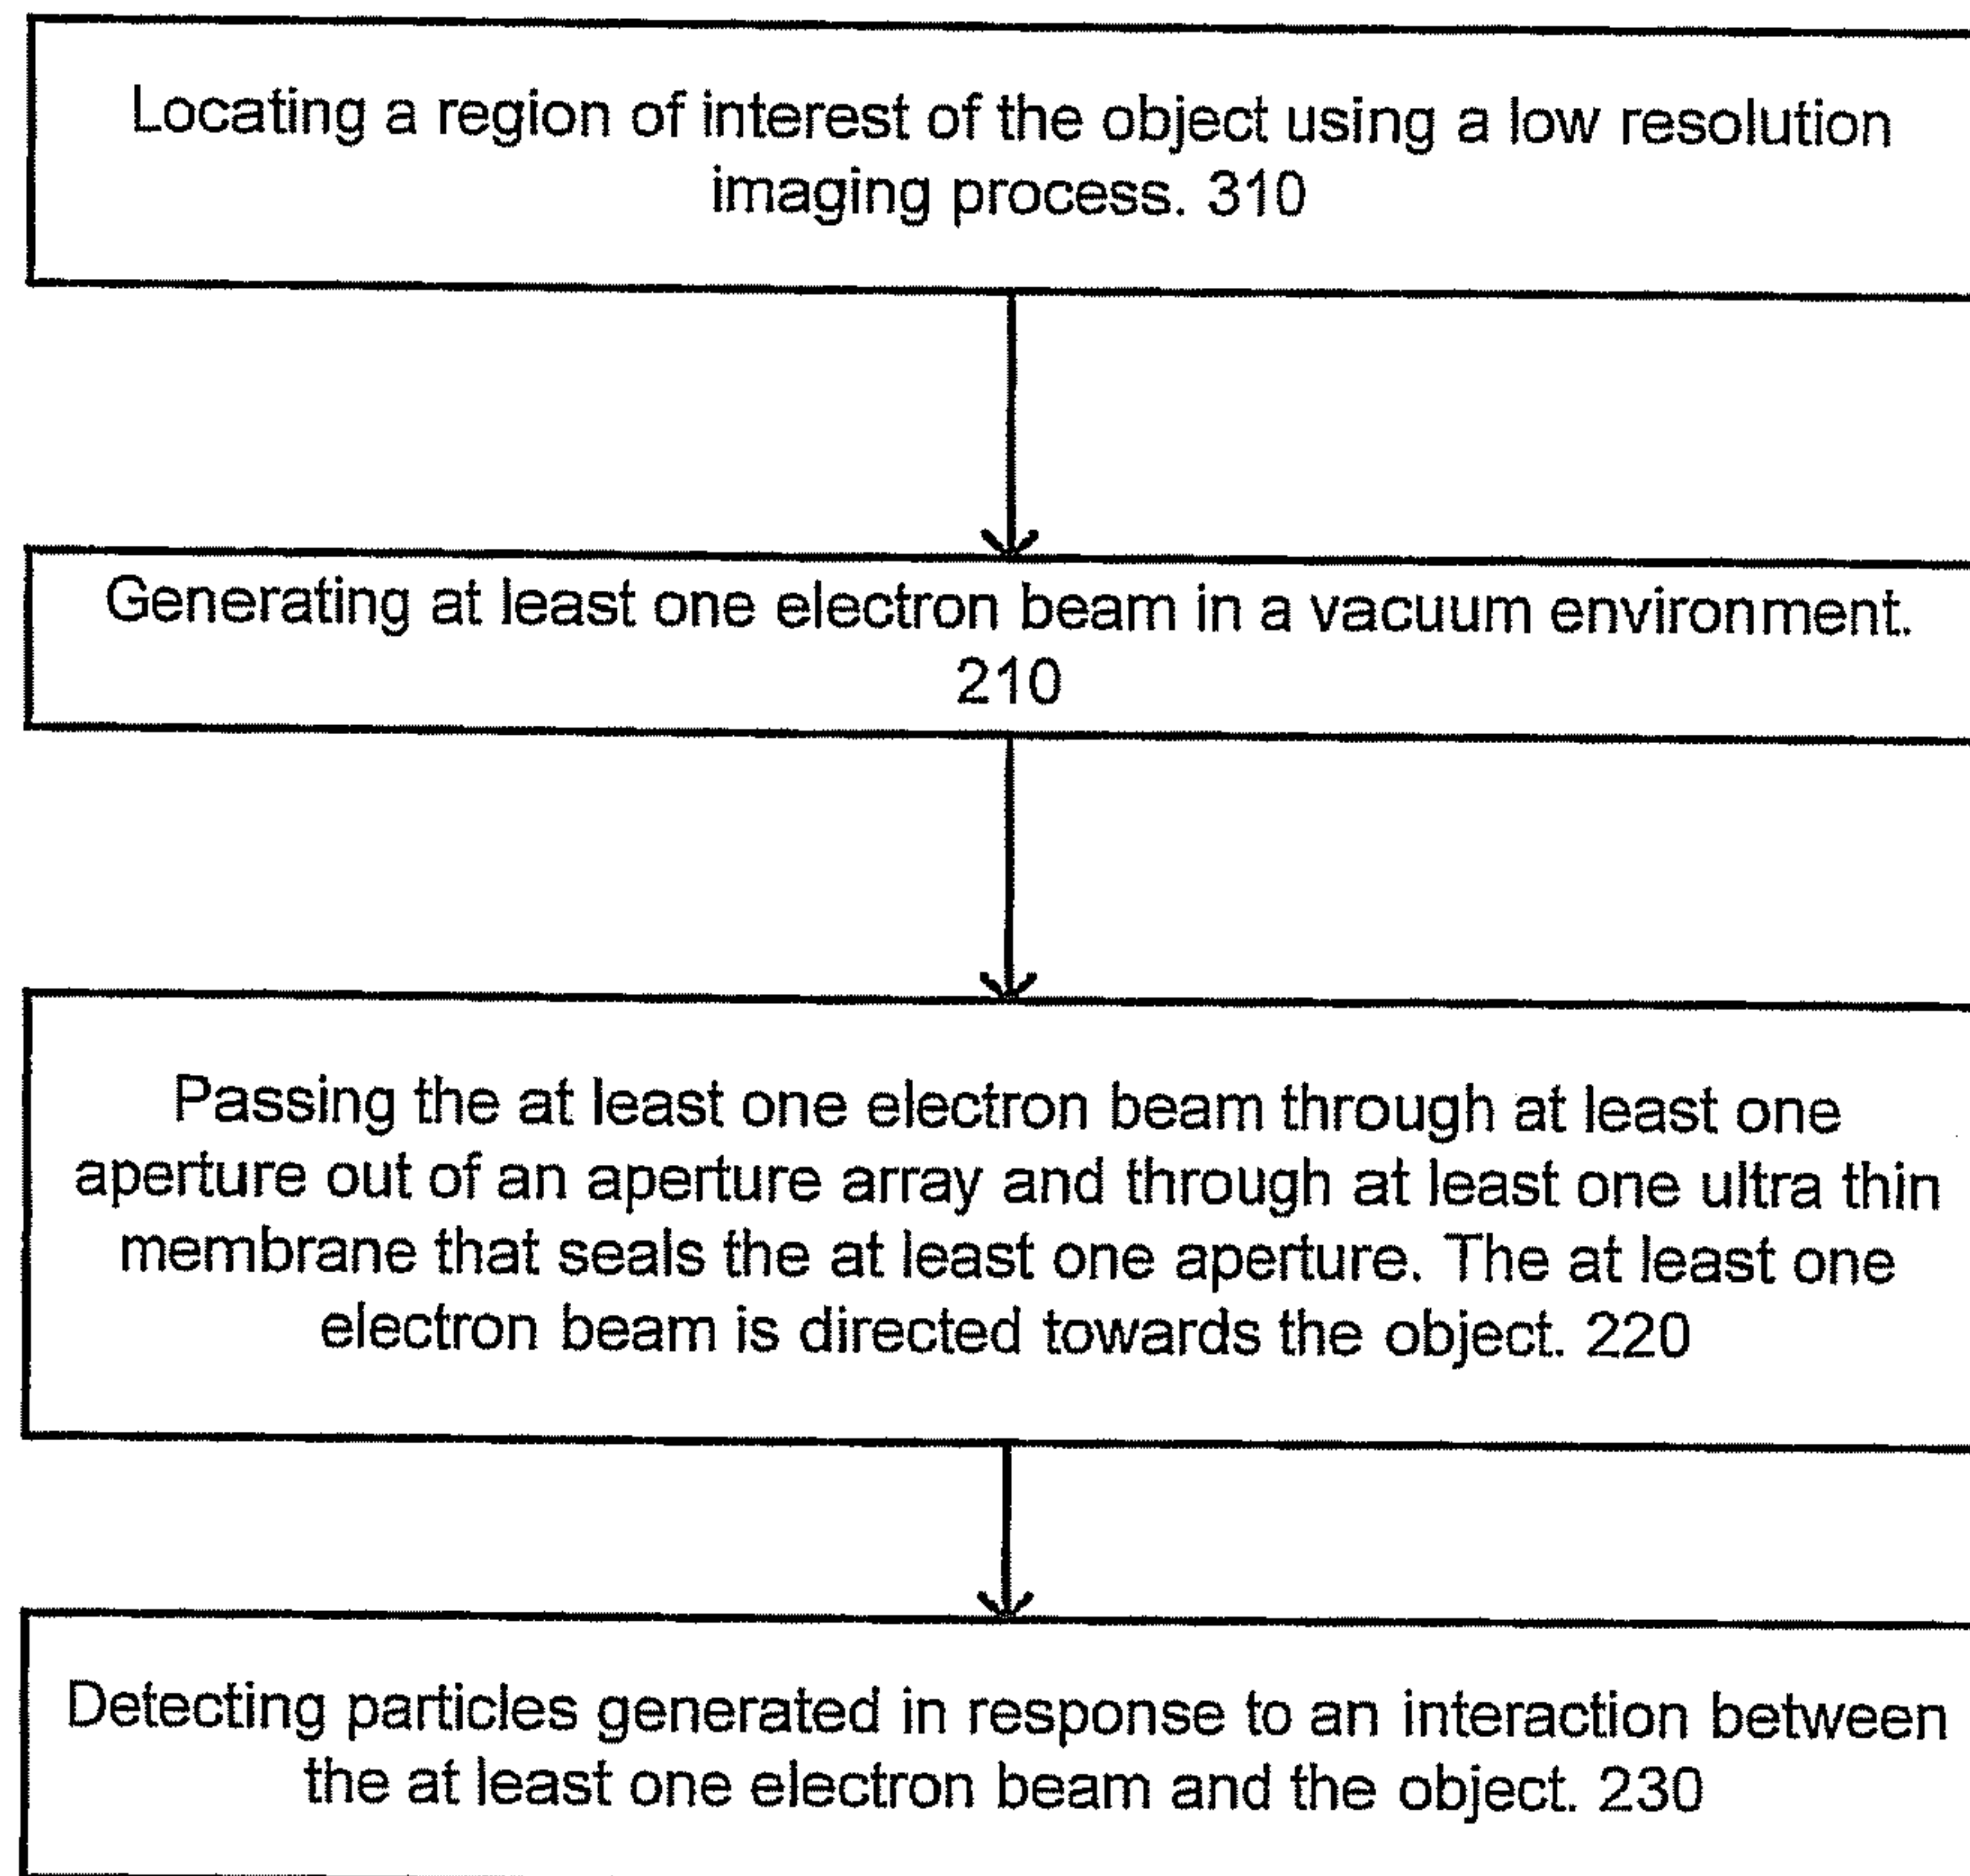 Locating a region of interest of the object using a low resolution
imaging process. 310
Generating at least one electron beam in a vacuum environment.
210
Passing the at least one electron beam through at least one
aperture out of an aperture array and through at least one ultra thin
membrane that seals the at least one aperture. The at least one
electron beam is directed towards the object. 220
Detecting particles generated in response to an interaction between
the at least one electron beam and the object. 230